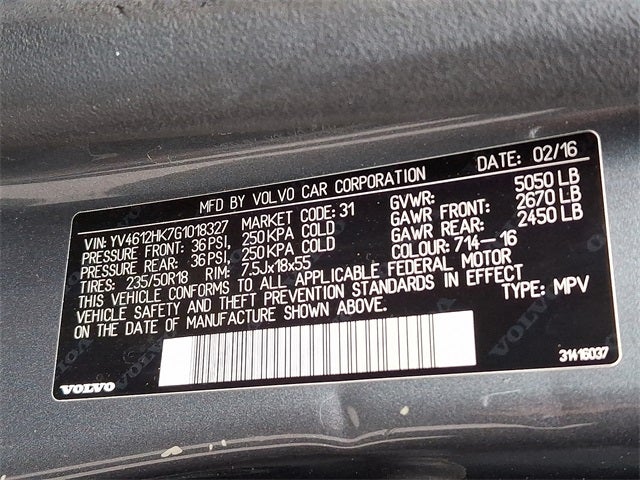 MFD BY VOLVO CAR CORPORATION DATE: 02/16
VIN: YV4612HK7G1018327 MARKET CODE: 31 GVWR: 5050 LB
PRESSURE FRONT: 36 PSI, 250 KPA COLD GAWR FRONT: 2670 LB
PRESSURE REAR: 36 PSI, 250 KPA COLD GAWR REAR: 2450 LB
TIRES: 235/50R18 RIM: 7,5Jx18x55 COLOUR: 714-16
THIS VEHICLE CONFORMS TO ALL APPLICABLE FEDERAL MOTOR
VEHICLE SAFETY AND THEFT PREVENTION STANDARDS IN EFFECT
ON THE DATE OF MANUFACTURE SHOWN ABOVE. TYPE: MPV
VOLVO 31416037